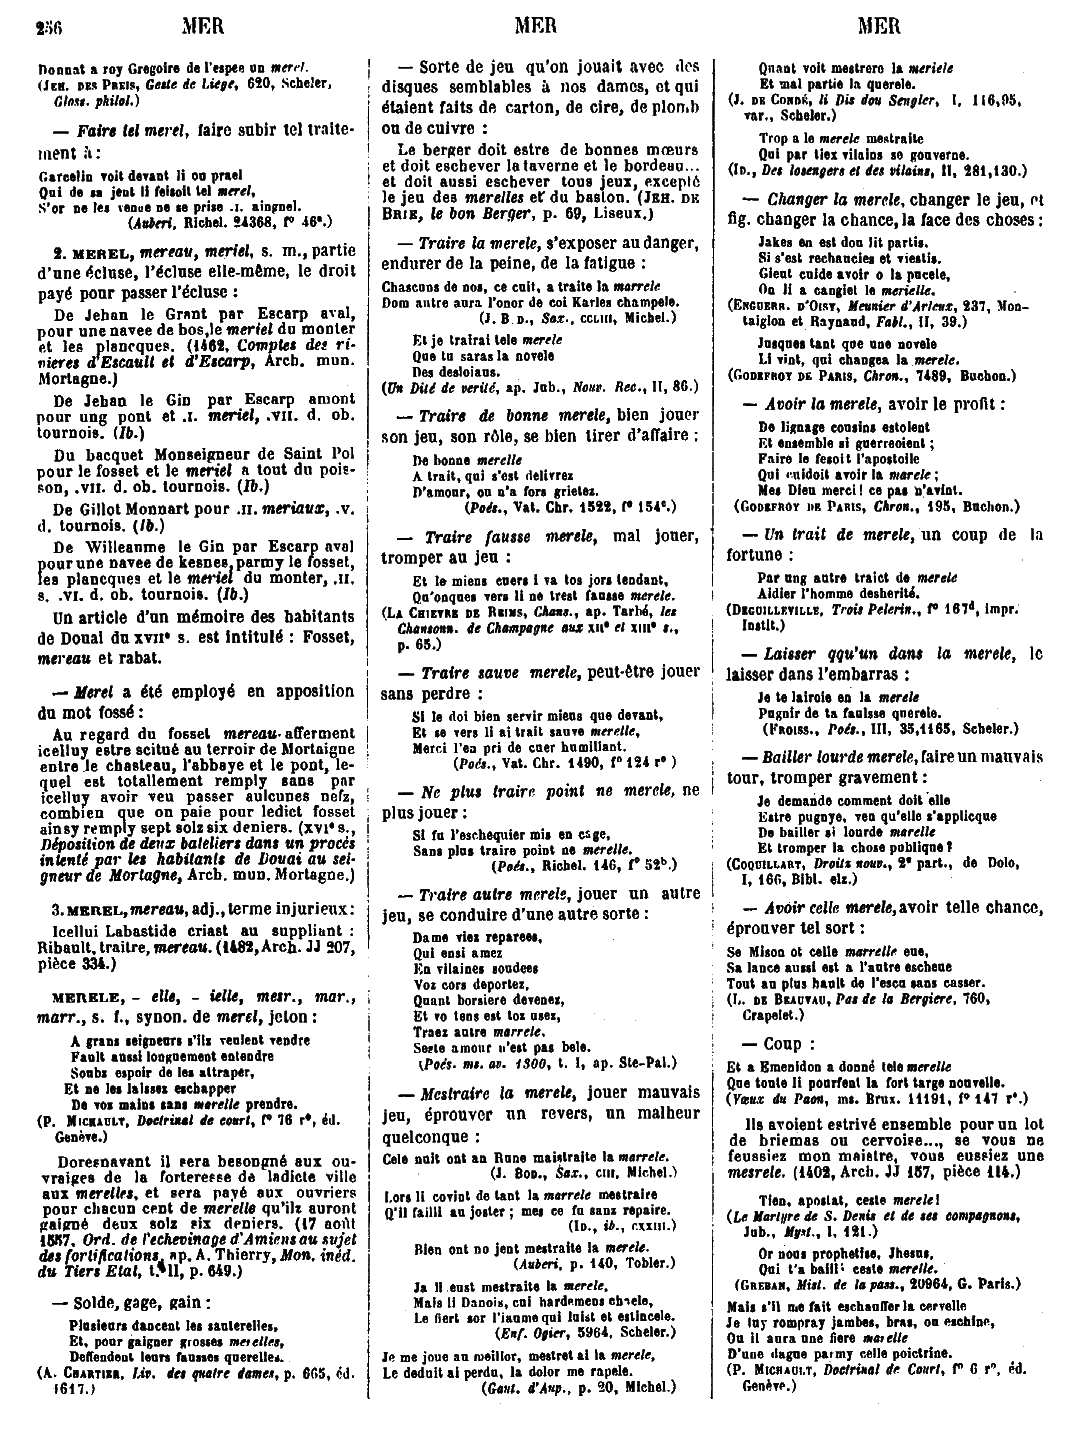 256 MER MER MER
Donnat a roy Gregoire de l'espee un merel.
(JEH. DES PREIS, Geste de Liege, 620, Scheler,
Gloss. philol.)
— Faire tel merel, faire subir tel traite-
ment à :
Garcelin voit devant li ou prael
Qui de sa jent li feisoit tel merel,
S'or ne les venue ne se prise .I. aingnel.
(Auberi, Richel. 24368, f° 46ª.)
2. MEREL, mereau, meriel, s. m., partie
d'une écluse, l'écluse elle-même, le droit
payé pour passer l'écluse :
De Jehan le Grant par Escarp aval,
pour une navee de bos, le meriel du monter
et les plancques. (1462, Comptes des ri-
vieres d'Escault et d'Escarp, Arch. mun.
Mortagne.)
De Jehan le Gin par Escarp amont
pour ung pont et .I. meriel, .VII. d. ob.
tournois. (Ib.)
Du bacquet Monseigneur de Saint Pol
pour le fosset et le meriel a tout du pois-
son, .VII. d. ob. tournois. (Ib.)
De Gillot Monnart pour .II. meriaux, .V.
d. tournois. (Ib.)
De Willeaume le Gin par Escarp aval
pour une navee de kesnes, parmy le fosset,
les plancques et le meriel du monter, .II.
s. .VI. d. ob. tournois. (Ib.)
Un article d'un mémoire des habitants
de Douai du XVIIᵉ s. est intitulé : Fosset,
mereau et rabat.
— Merel a été employé en apposition
du mot fossé :
Au regard du fosset mereau afferment
icelluy estre scitué au terroir de Mortaigne
entre le chasteau, l'abbaye et le pont, le-
quel est totallement remply sans par
icelluy avoir veu passer aulcunes nefz,
combien que on paie pour ledict fosset
ainsy remply sept solz six deniers. (XVIᵉ s.,
Déposition de deux bateliers dans un procès
intenté par les habitants de Douai au sei-
gneur de Mortagne, Arch. mun. Mortagne.)
3. MEREL, mereau, adj., terme injurieux :
Icellui Labastide criast au suppliant :
Ribault, traitre, mereau. (1482, Arch. JJ 207,
pièce 334.)
MERELE, - elle, - ielle, mesr., mar.,
marr., s. f., synon. de merel, jeton :
A grans seigneurs s'ilz veulent vendre
Fault aussi longuement entendre
Soubz espoir de les attraper,
Et ne les laissez eschapper
De voz mains sans marelle prendre.
(P. MICHAULT, Doctrinal de court, f° 76 r°, éd.
Genève.)
Doresnavant il sera besongné aux ou-
vraiges de la forteresse de ladicte ville
aux merelles, et sera payé aux ouvriers
pour chacun cent de merelle qu'ilz auront
gaigné deux solz six deniers. (17 août
1557, Ord. de l'echevinage d'Amiens au sujet
des fortifications, ap. A. Thierry, Mon. inéd.
du Tiers Etat, t. II, p. 649.)
— Solde, gage, gain :
Plusieurs dancent les sauterelles,
Et, pour gaigner grosses merelles,
Deffendent leurs fausses querelles.
(A. CHARTIER, Liv. des quatre dames, p. 665, éd.
1617.)
— Sorte de jeu qu'on jouait avec des
disques semblables à nos dames, et qui
étaient faits de carton, de cire, de plomb
ou de cuivre :
Le berger doit estre de bonnes mœurs
et doit eschever la taverne et le bordeau...
et doit aussi eschever tous jeux, excepté
le jeu des merelles et du baston. (JEH. DE
BRIE, le bon Berger, p. 69, Liseux.)
— Traire la merele, s'exposer au danger,
endurer de la peine, de la fatigue :
Chascuns de nos, ce cuit, a traite la marrele
Dom autre aura l'onor de coi Karles champele.
(J. BOD., Sax., CCLIII, Michel.)
Et je trairai tele merele
Que tu saras la novele
Des desloians.
(Un Dité de verité, ap. Jub., Nouv. Rec., II, 86.)
— Traire de bonne merele, bien jouer
son jeu, son rôle, se bien tirer d'affaire :
De bonne merelle
A trait, qui s'est delivrez
D'amour, ou n'a fors grietez.
(Poés., Vat. Chr. 1522, f° 154ᵉ.)
— Traire fausse merele, mal jouer,
tromper au jeu :
Et le miens cuers i va tos jors tendant,
Qu'onques vers li ne trest fausse merele.
(LA CHIEVRE DE REIMS, Chans., ap. Tarbé, les
Chansonn. de Champagne aux XIIᵉ et XIIIᵉ s.,
p. 65.)
— Traire sauve merele, peut-être jouer
sans perdre :
Si le doi bien servir mieus que devant,
Et se vers li ai trait sauve merelle,
Merci l'en pri de cuer humiliant.
(Poés., Vat. Chr. 1490, f° 124 r°)
— Ne plus traire point ne merele, ne
plus jouer :
Si fu l'eschequier mis en cage,
Sans plus traire point ne merelle.
(Poés., Richel. 146, f° 52ᵇ.)
— Traire autre merele, jouer un autre
jeu, se conduire d'une autre sorte :
Dame viez reparees,
Qui ensi amez
En vilaines soudees
Voz cors deportez,
Quant borsiere devenez,
Et vo tens est toz usez,
Traez autre marrele.
Seste amour n'est pas bele.
(Poés. ms. av. 1300, t. I, ap. Ste-Pal.)
— Mestraire la merele, jouer mauvais
jeu, éprouver un revers, un malheur
quelconque :
Cele nuit ont au Rune maistraite la marrele.
(J. BOD., Sax., CIII, Michel.)
Lors li covint de tant la marrele mestraire
Q'il failli au joster ; mes ce fu sanz repaire.
(ID., ib., CXXIII.)
Bien ont no jent mestraite la merele.
(Auberi, p. 140, Tobler.)
Ja li eust mestraite la merele,
Mais li Danois, cui hardemens chaele,
Le fiert sor l'iaume qui luist et estincele.
(Enf. Ogier, 5964, Scheler.)
Je me joue au meillor, mestret ai la merele,
Le deduit ai perdu, la dolor me rapele.
(Gaut. d'Aup., p. 20, Michel.)
Quant voit mestrere la meriele
Et mal partie la querele.
(J. DE CONDÉ, li Dis dou Sengler, I, 116,95,
var., Scheler.)
Trop a le merele mestraite
Qui par tiex vilains se gouverne.
(ID., Des losengers et des vilains, II, 281,130.)
— Changer la merele, changer le jeu, et
fig. changer la chance, la face des choses :
Jakes en est dou lit partis.
Si s'est rechaucies et viestis.
Gieut cuide avoir o la pucele,
On li a cangiet le merielle.
(ENGUERR. D'OISY, Meunier d'Arleux, 237, Mon-
taiglon et Raynaud, Fabl., II, 39.)
Jusques tant que une novele
Li vint, qui changea la merele.
(GODEFROY DE PARIS, Chron., 7489, Buchon.)
— Avoir la merele, avoir le profit :
De lignage cousins estoient
Et ensemble si guerreoient ;
Faire le fesoit l'apostoile
Qui cuidoit avoir la marele ;
Mes Dieu merci ! ce pas n'avint.
(GODEFROY DE PARIS, Chron., 195, Buchon.)
— Un trait de merele, un coup de la
fortune :
Par ung autre traict de merele
Aidier l'homme desherité.
(DEGUILLEVILLE, Trois Pelerin., f° 167ᵈ, impr.
Instit.)
— Laisser qqu'un dans la merele, le
laisser dans l'embarras :
Je te lairoie en la merele
Pugnir de ta faulsse querele.
(FROISS., Poés., III, 35,1165, Scheler.)
— Bailler lourde merele, faire un mauvais
tour, tromper gravement :
Je demande comment doit elle
Estre pugnye, veu qu'elle s'applicque
De bailler si lourde marelle
Et tromper la chose publique ?
(COQUILLART, Droitz nouv., 2ᵉ part., de Dolo,
I, 166, Bibl. elz.)
— Avoir celle merele, avoir telle chance,
éprouver tel sort :
Se Mison ot celle marrelle eue,
Sa lance aussi est a l'autre escheue
Tout au plus hault de l'escu sans casser.
(L. DE BEAUVAU, Pas de la Bergiere, 760,
Crapelet.)
— Coup :
Et a Emenidon a donné tele merelle
Que toute li pourfent la fort targe nouvelle.
(Vœux du Paon, ms. Brux. 11191, f° 147 r°.)
Ils avoient estrivé ensemble pour un lot
de briemas ou cervoise..., se vous ne
feussiez mon maistre, vous eussiez une
mesrele. (1402, Arch. JJ 157, pièce 114.)
Tien, apostat, ceste merele !
(Le Martyre de S. Denis et de ses compagnons,
Jub., Myst., I, 121.)
Or nous prophetise, Jhesus,
Qui t'a bailli ceste merelle.
(GREBAN, Mist. de la pass., 20964, G. Paris.)
Mais s'il me fait eschauffer la cervelle
Je luy rompray jambes, bras, ou eschine,
Ou il aura une fiere marelle
D'une dague parmy celle poictrine.
(P. MICHAULT, Doctrinal de Court, f° 6 r°, éd.
Genève.)